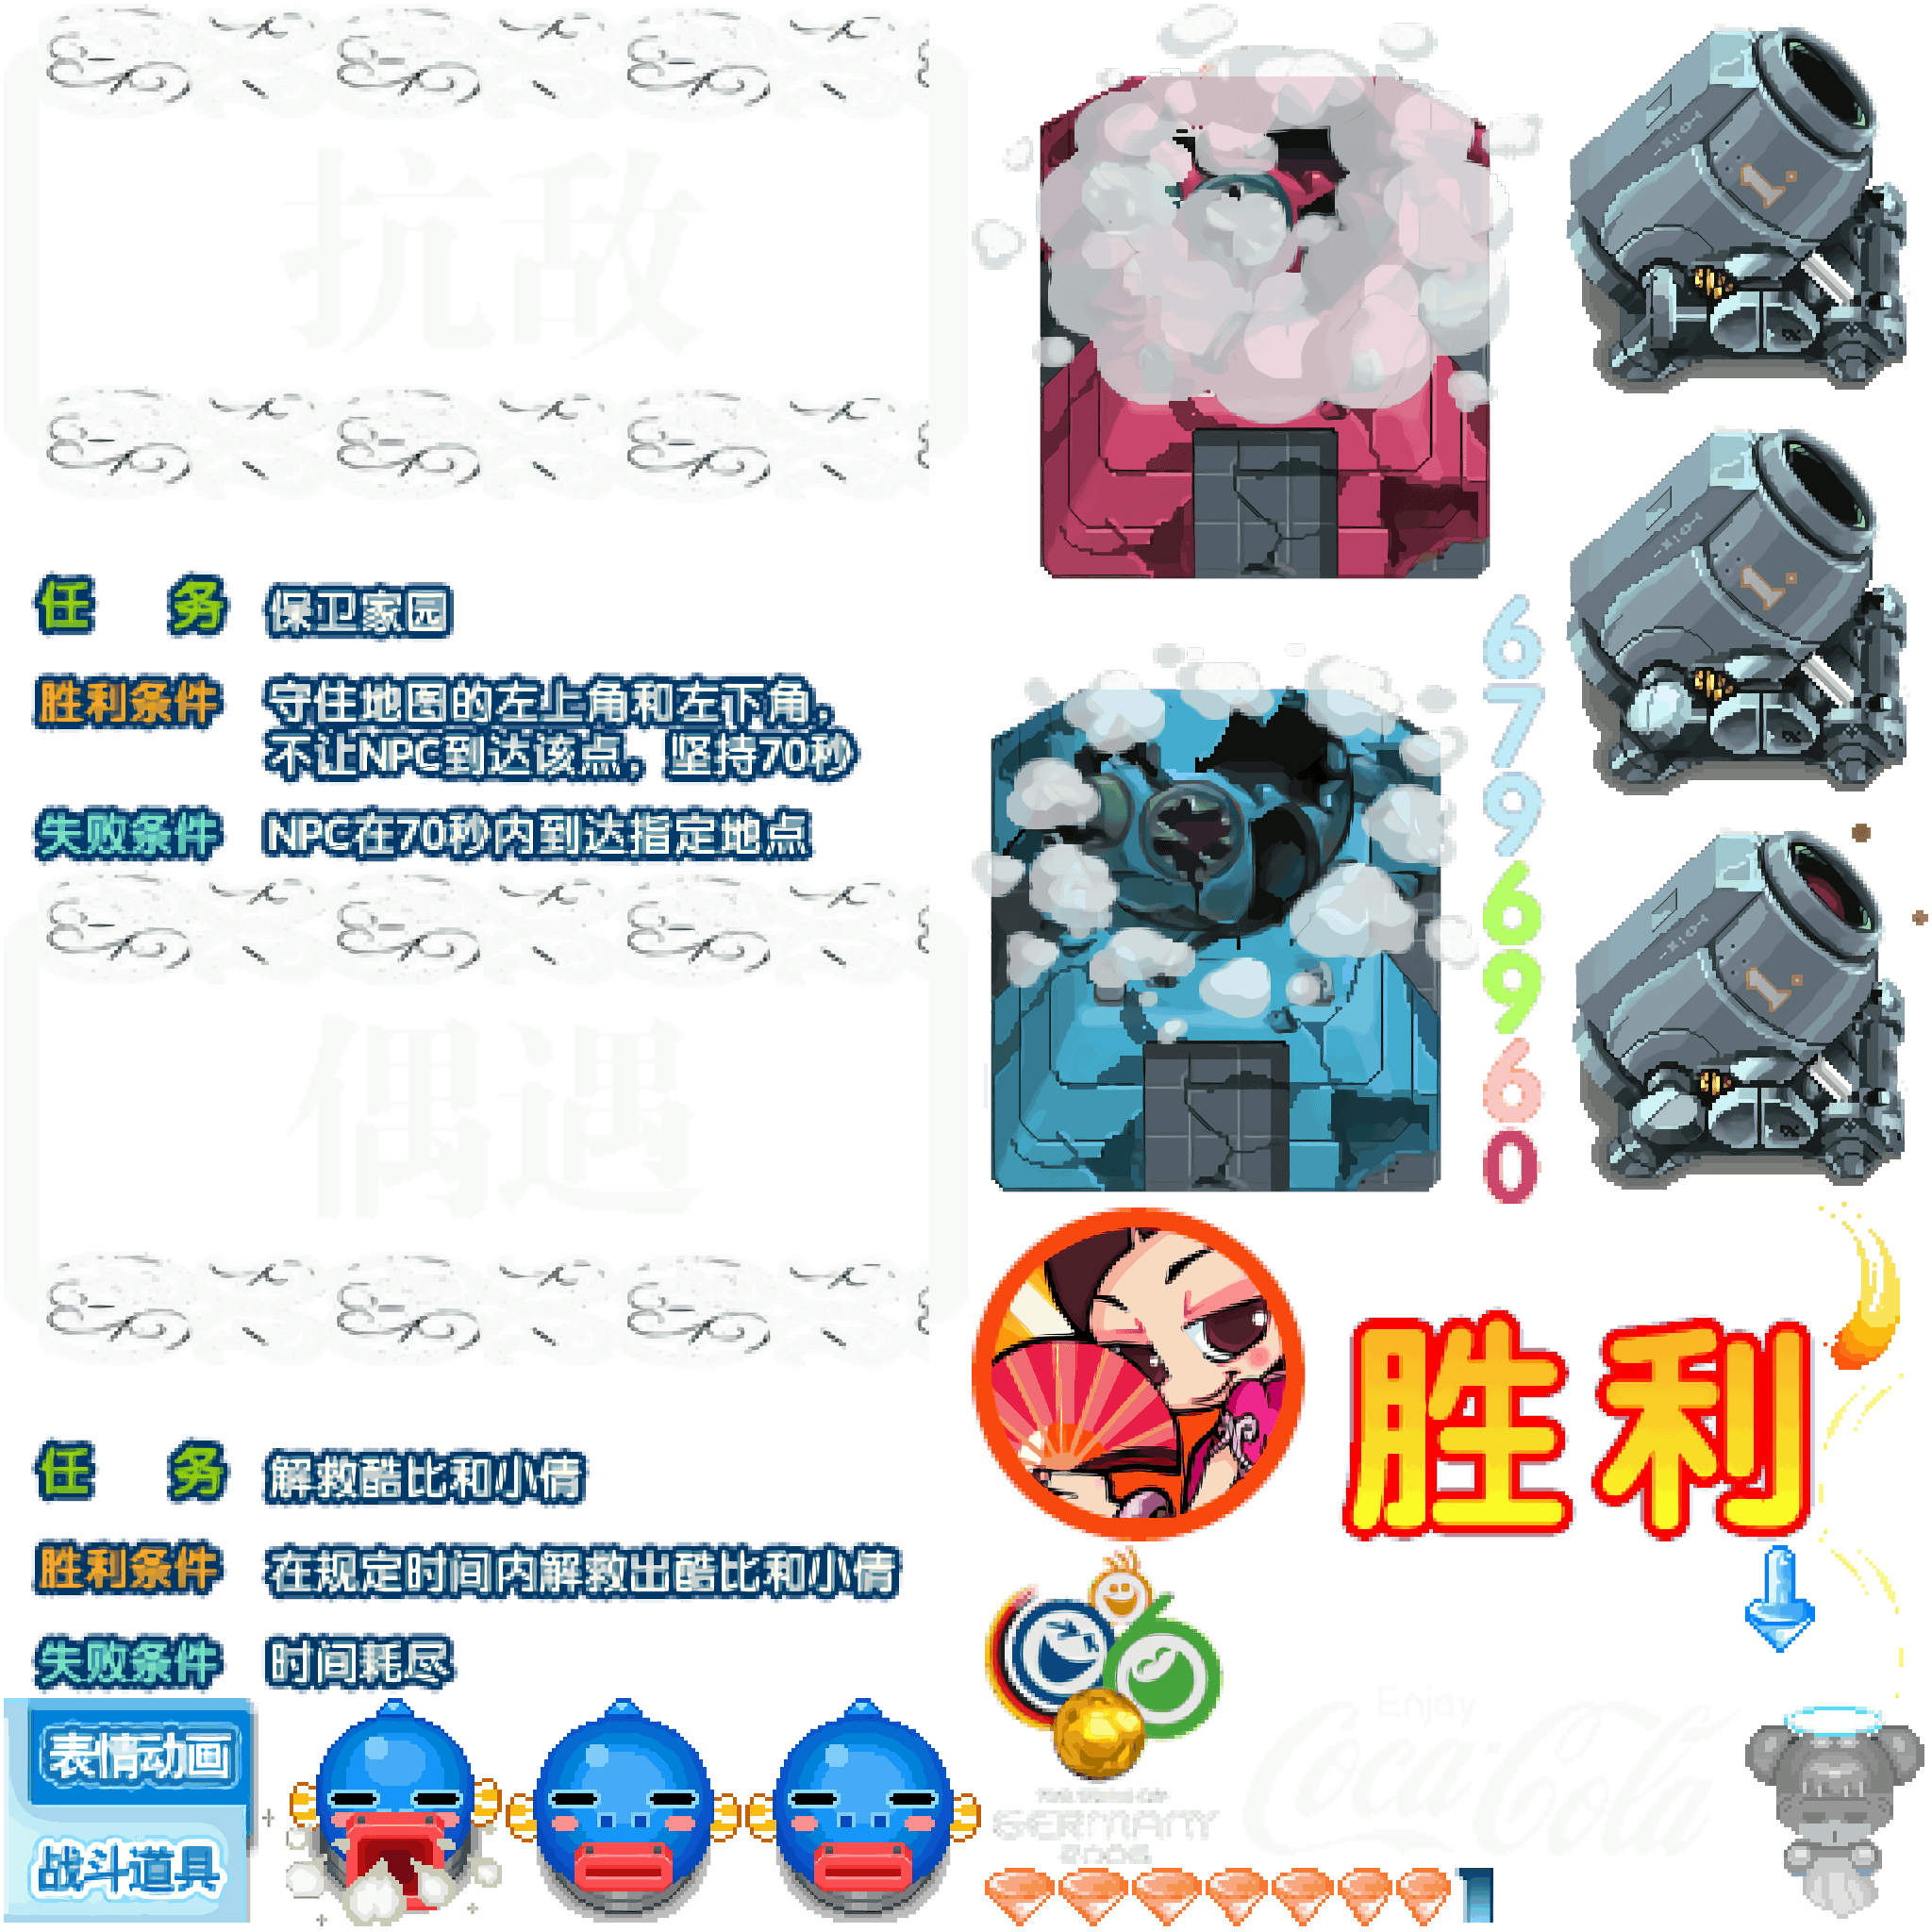 抗敌
任 务 保卫家园
胜利条件 守住地图的左上角和左下角，
不让NPC到达该点，坚持70秒
失败条件 NPC在70秒内到达指定地点
偶遇
任 务 解救酷比和小倩
胜利条件 在规定时间内解救出酷比和小倩
失败条件 时间耗尽
表情动画
战斗道具
1.
1.
1.
6
7
9
6
9
6
0
胜利
GERMANY
2006
Enjoy
Coca-Cola
1